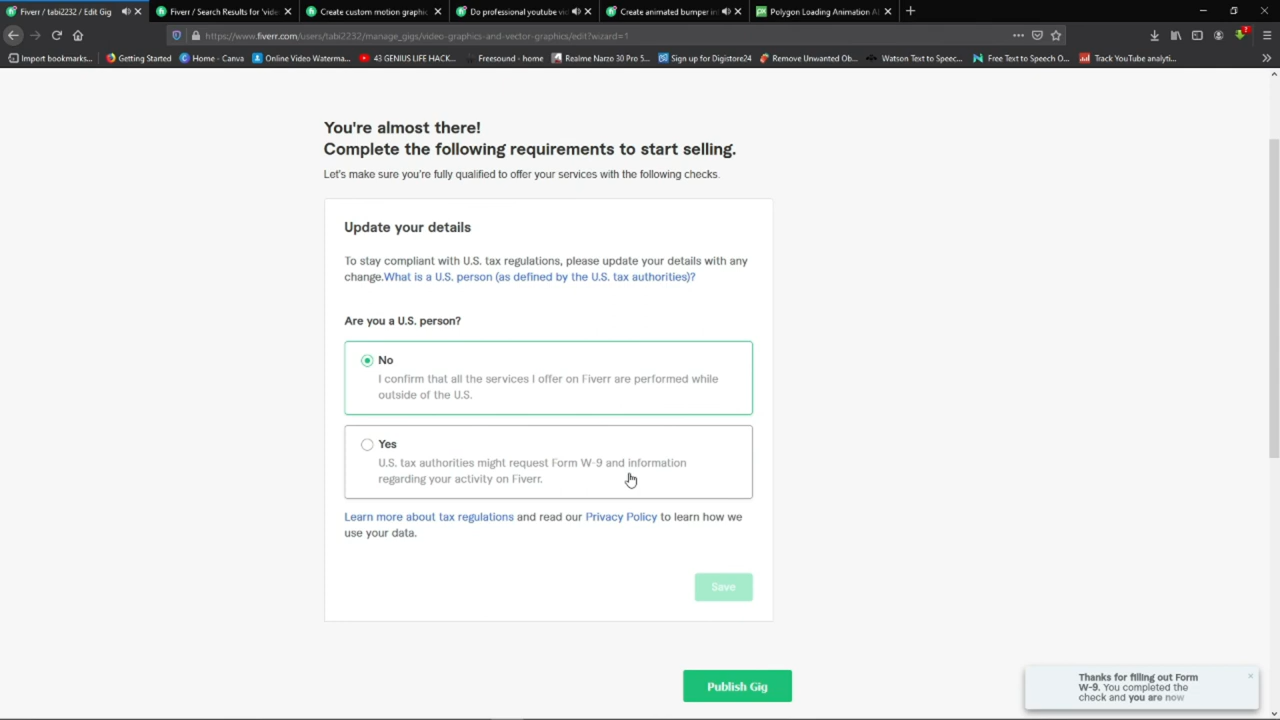 Fiverr / tabi2232 / Edit Gig
Fiverr / Search Results for 'vide
Create custom motion graphic
Do professional youtube vid
Create animated bumper in
Polygon Loading Animation A
https://www.fiverr.com/users/tabi2232/manage_gigs/video-graphics-and-vector-graphics/edit?wizard=1
Import bookmarks...
Getting Started
Home - Canva
Online Video Waterma...
43 GENIUS LIFE HACK...
Freesound - home
Realme Narzo 30 Pro 5...
Sign up for Digistore24
Remove Unwanted Ob...
Watson Text to Speec...
Free Text to Speech O...
Track YouTube analyti...
You're almost there!
Complete the following requirements to start selling.
Let's make sure you're fully qualified to offer your services with the following checks.
Update your details
To stay compliant with U.S. tax regulations, please update your details with any
change.What is a U.S. person (as defined by the U.S. tax authorities)?
Are you a U.S. person?
No
I confirm that all the services I offer on Fiverr are performed while
outside of the U.S.
Yes
U.S. tax authorities might request Form W-9 and information
regarding your activity on Fiverr.
Learn more about tax regulations and read our Privacy Policy to learn how we
use your data.
Save
Publish Gig
Thanks for filling out Form
W-9. You completed the
check and you are now